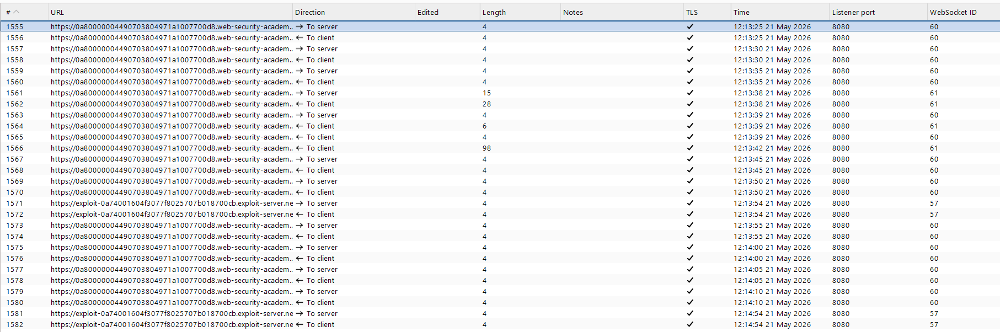 # URL Direction Edited Length Notes TLS Time Listener port WebSocket ID
1555 https://0a80000004490703804971a1007700d8.web-security-academ.. → To server 4 ✓ 12:13:25 21 May 2026 8080 60
1556 https://0a80000004490703804971a1007700d8.web-security-academ.. ← To client 4 ✓ 12:13:25 21 May 2026 8080 60
1557 https://0a80000004490703804971a1007700d8.web-security-academ.. → To server 4 ✓ 12:13:30 21 May 2026 8080 60
1558 https://0a80000004490703804971a1007700d8.web-security-academ.. ← To client 4 ✓ 12:13:30 21 May 2026 8080 60
1559 https://0a80000004490703804971a1007700d8.web-security-academ.. → To server 4 ✓ 12:13:35 21 May 2026 8080 60
1560 https://0a80000004490703804971a1007700d8.web-security-academ.. ← To client 4 ✓ 12:13:35 21 May 2026 8080 60
1561 https://0a80000004490703804971a1007700d8.web-security-academ.. → To server 15 ✓ 12:13:38 21 May 2026 8080 61
1562 https://0a80000004490703804971a1007700d8.web-security-academ.. ← To client 28 ✓ 12:13:38 21 May 2026 8080 61
1563 https://0a80000004490703804971a1007700d8.web-security-academ.. → To server 4 ✓ 12:13:39 21 May 2026 8080 60
1564 https://0a80000004490703804971a1007700d8.web-security-academ.. ← To client 6 ✓ 12:13:39 21 May 2026 8080 61
1565 https://0a80000004490703804971a1007700d8.web-security-academ.. ← To client 4 ✓ 12:13:39 21 May 2026 8080 60
1566 https://0a80000004490703804971a1007700d8.web-security-academ.. ← To client 98 ✓ 12:13:42 21 May 2026 8080 61
1567 https://0a80000004490703804971a1007700d8.web-security-academ.. → To server 4 ✓ 12:13:45 21 May 2026 8080 60
1568 https://0a80000004490703804971a1007700d8.web-security-academ.. ← To client 4 ✓ 12:13:45 21 May 2026 8080 60
1569 https://0a80000004490703804971a1007700d8.web-security-academ.. → To server 4 ✓ 12:13:50 21 May 2026 8080 60
1570 https://0a80000004490703804971a1007700d8.web-security-academ.. ← To client 4 ✓ 12:13:50 21 May 2026 8080 60
1571 https://exploit-0a74001604f3077f8025707b018700cb.exploit-server.ne → To server 4 ✓ 12:13:54 21 May 2026 8080 57
1572 https://exploit-0a74001604f3077f8025707b018700cb.exploit-server.ne ← To client 4 ✓ 12:13:54 21 May 2026 8080 57
1573 https://0a80000004490703804971a1007700d8.web-security-academ.. → To server 4 ✓ 12:13:55 21 May 2026 8080 60
1574 https://0a80000004490703804971a1007700d8.web-security-academ.. ← To client 4 ✓ 12:13:55 21 May 2026 8080 60
1575 https://0a80000004490703804971a1007700d8.web-security-academ.. → To server 4 ✓ 12:14:00 21 May 2026 8080 60
1576 https://0a80000004490703804971a1007700d8.web-security-academ.. ← To client 4 ✓ 12:14:00 21 May 2026 8080 60
1577 https://0a80000004490703804971a1007700d8.web-security-academ.. → To server 4 ✓ 12:14:05 21 May 2026 8080 60
1578 https://0a80000004490703804971a1007700d8.web-security-academ.. ← To client 4 ✓ 12:14:05 21 May 2026 8080 60
1579 https://0a80000004490703804971a1007700d8.web-security-academ.. → To server 4 ✓ 12:14:10 21 May 2026 8080 60
1580 https://0a80000004490703804971a1007700d8.web-security-academ.. ← To client 4 ✓ 12:14:10 21 May 2026 8080 60
1581 https://exploit-0a74001604f3077f8025707b018700cb.exploit-server.ne → To server 4 ✓ 12:14:54 21 May 2026 8080 57
1582 https://exploit-0a74001604f3077f8025707b018700cb.exploit-server.ne ← To client 4 ✓ 12:14:54 21 May 2026 8080 57